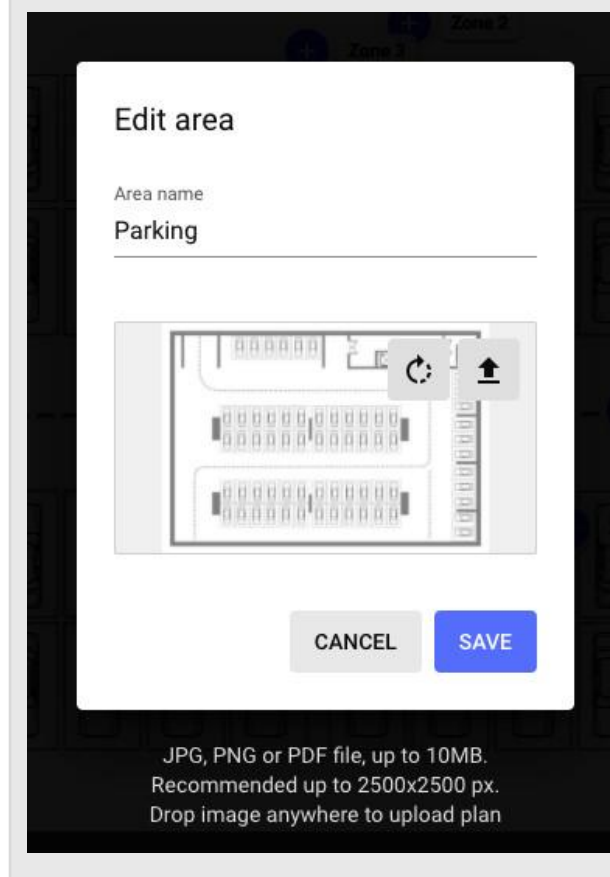 Zone 2
Zone 3
Edit area
Area name
Parking
CANCEL
SAVE
JPG, PNG or PDF file, up to 10MB.
Recommended up to 2500x2500 px.
Drop image anywhere to upload plan